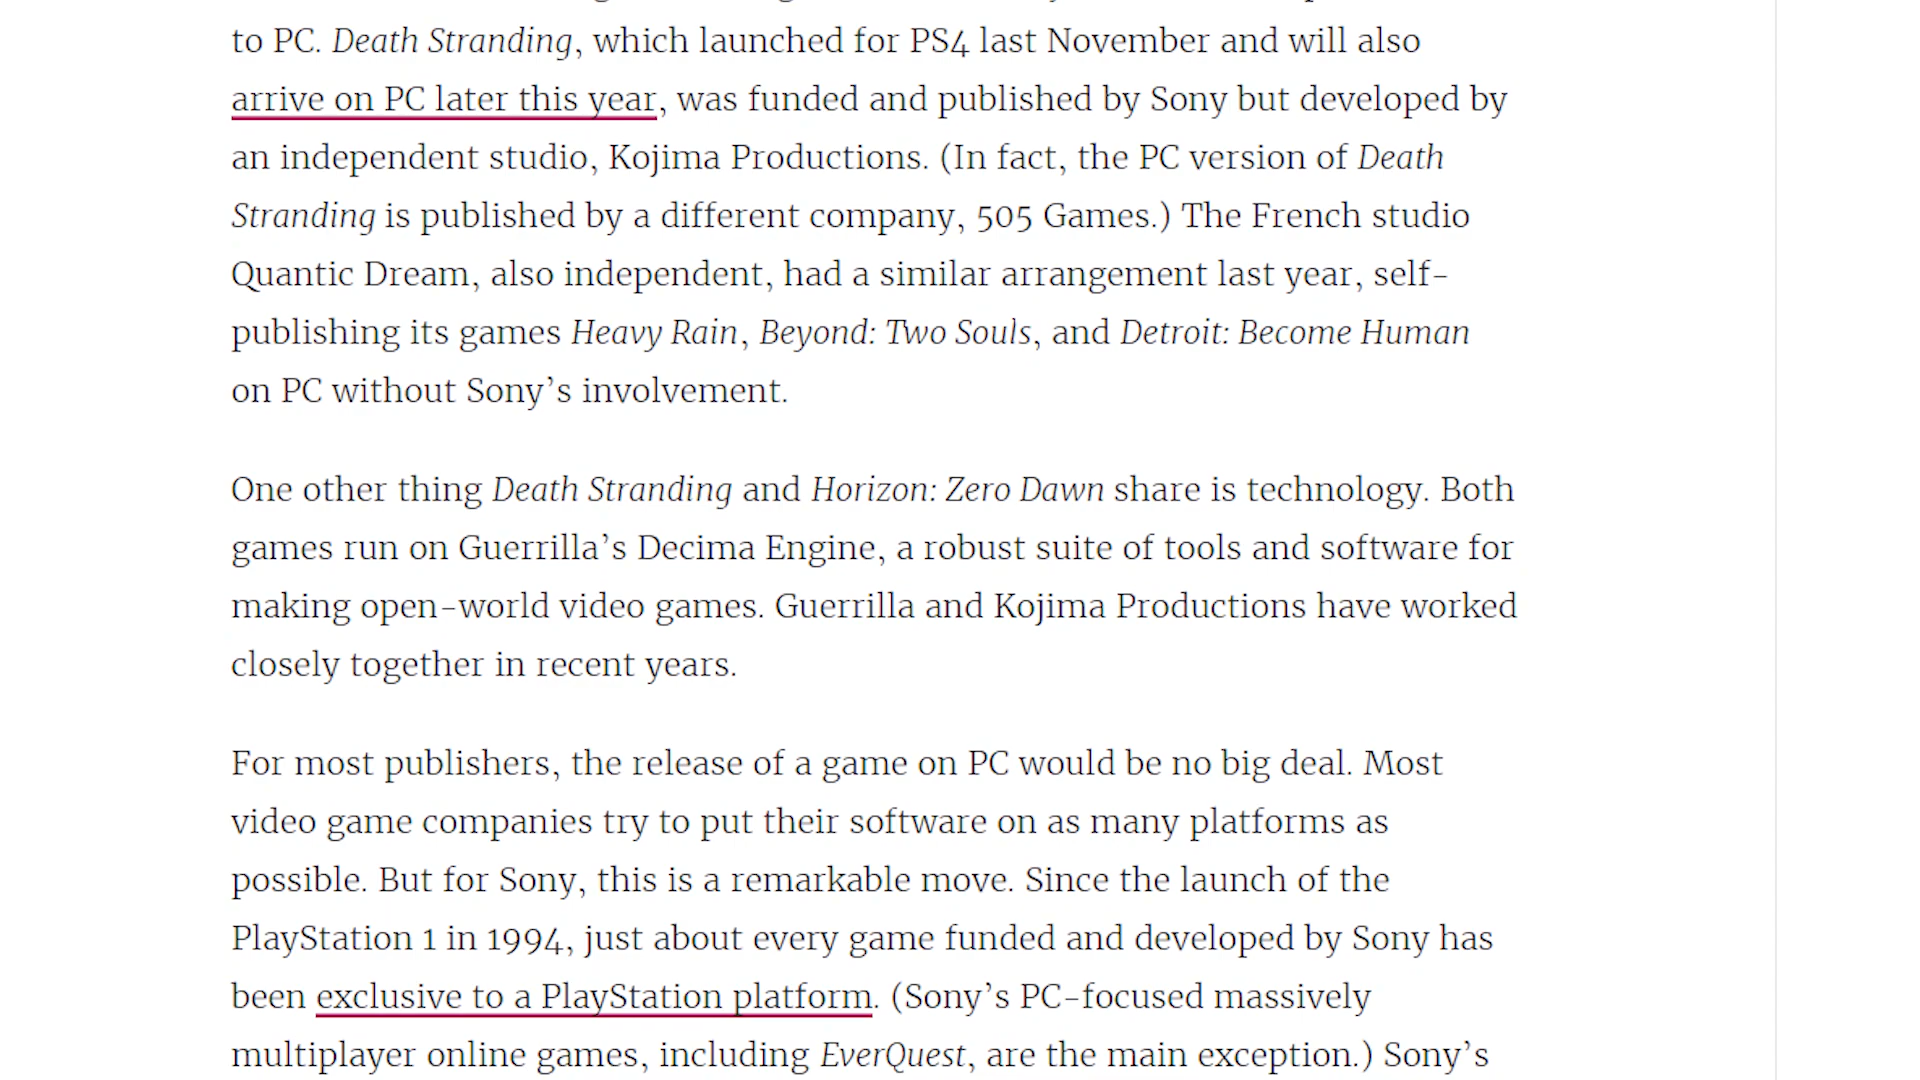 to PC. Death Stranding, which launched for PS4 last November and will also
arrive on PC later this year, was funded and published by Sony but developed by
an independent studio, Kojima Productions. (In fact, the PC version of Death
Stranding is published by a different company, 505 Games.) The French studio
Quantic Dream, also independent, had a similar arrangement last year, self-
publishing its games Heavy Rain, Beyond: Two Souls, and Detroit: Become Human
on PC without Sony’s involvement.
One other thing Death Stranding and Horizon: Zero Dawn share is technology. Both
games run on Guerrilla’s Decima Engine, a robust suite of tools and software for
making open-world video games. Guerrilla and Kojima Productions have worked
closely together in recent years.
For most publishers, the release of a game on PC would be no big deal. Most
video game companies try to put their software on as many platforms as
possible. But for Sony, this is a remarkable move. Since the launch of the
PlayStation 1 in 1994, just about every game funded and developed by Sony has
been exclusive to a PlayStation platform. (Sony’s PC-focused massively
multiplayer online games, including EverQuest, are the main exception.) Sony’s